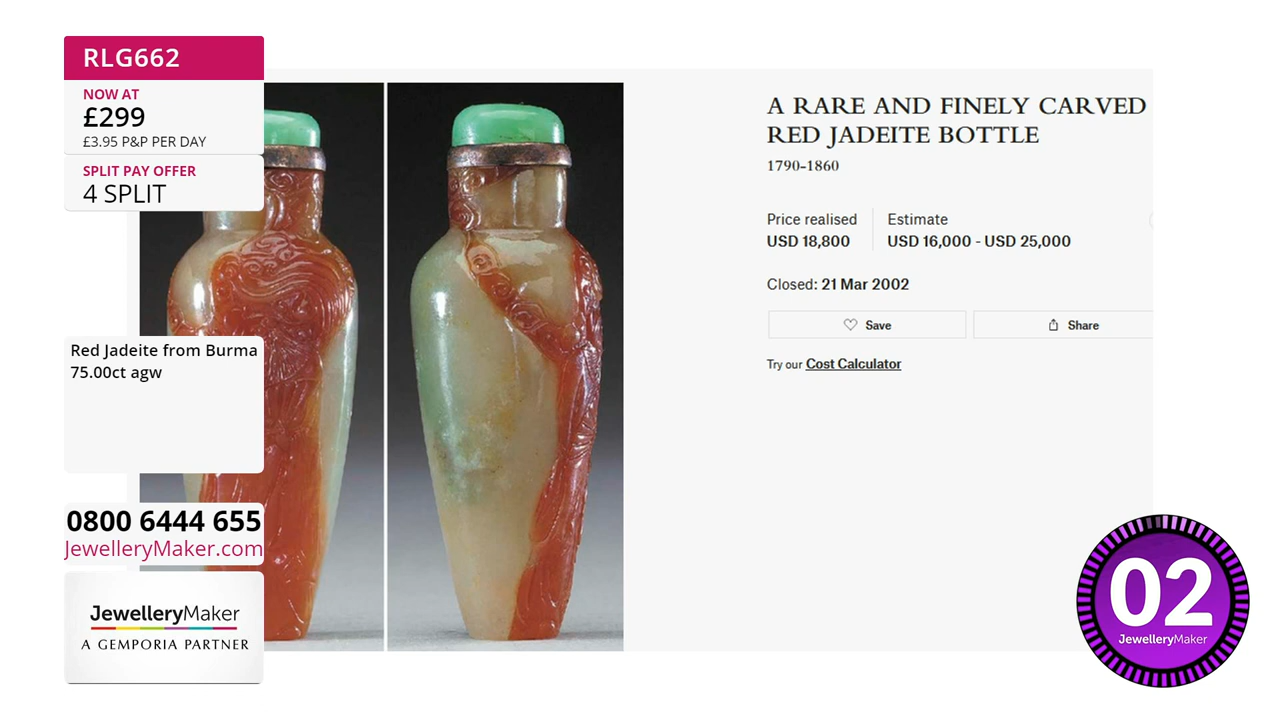 RLG662
NOW AT
£299
£3.95 P&P PER DAY
SPLIT PAY OFFER
4 SPLIT
Red Jadeite from Burma
75.00ct agw
0800 6444 655
JewelleryMaker.com
JewelleryMaker
A GEMPORIA PARTNER
A RARE AND FINELY CARVED
RED JADEITE BOTTLE
1790-1860
Price realised
USD 18,800
Estimate
USD 16,000 - USD 25,000
Closed: 21 Mar 2002
Save
Share
Try our Cost Calculator
02
JewelleryMaker